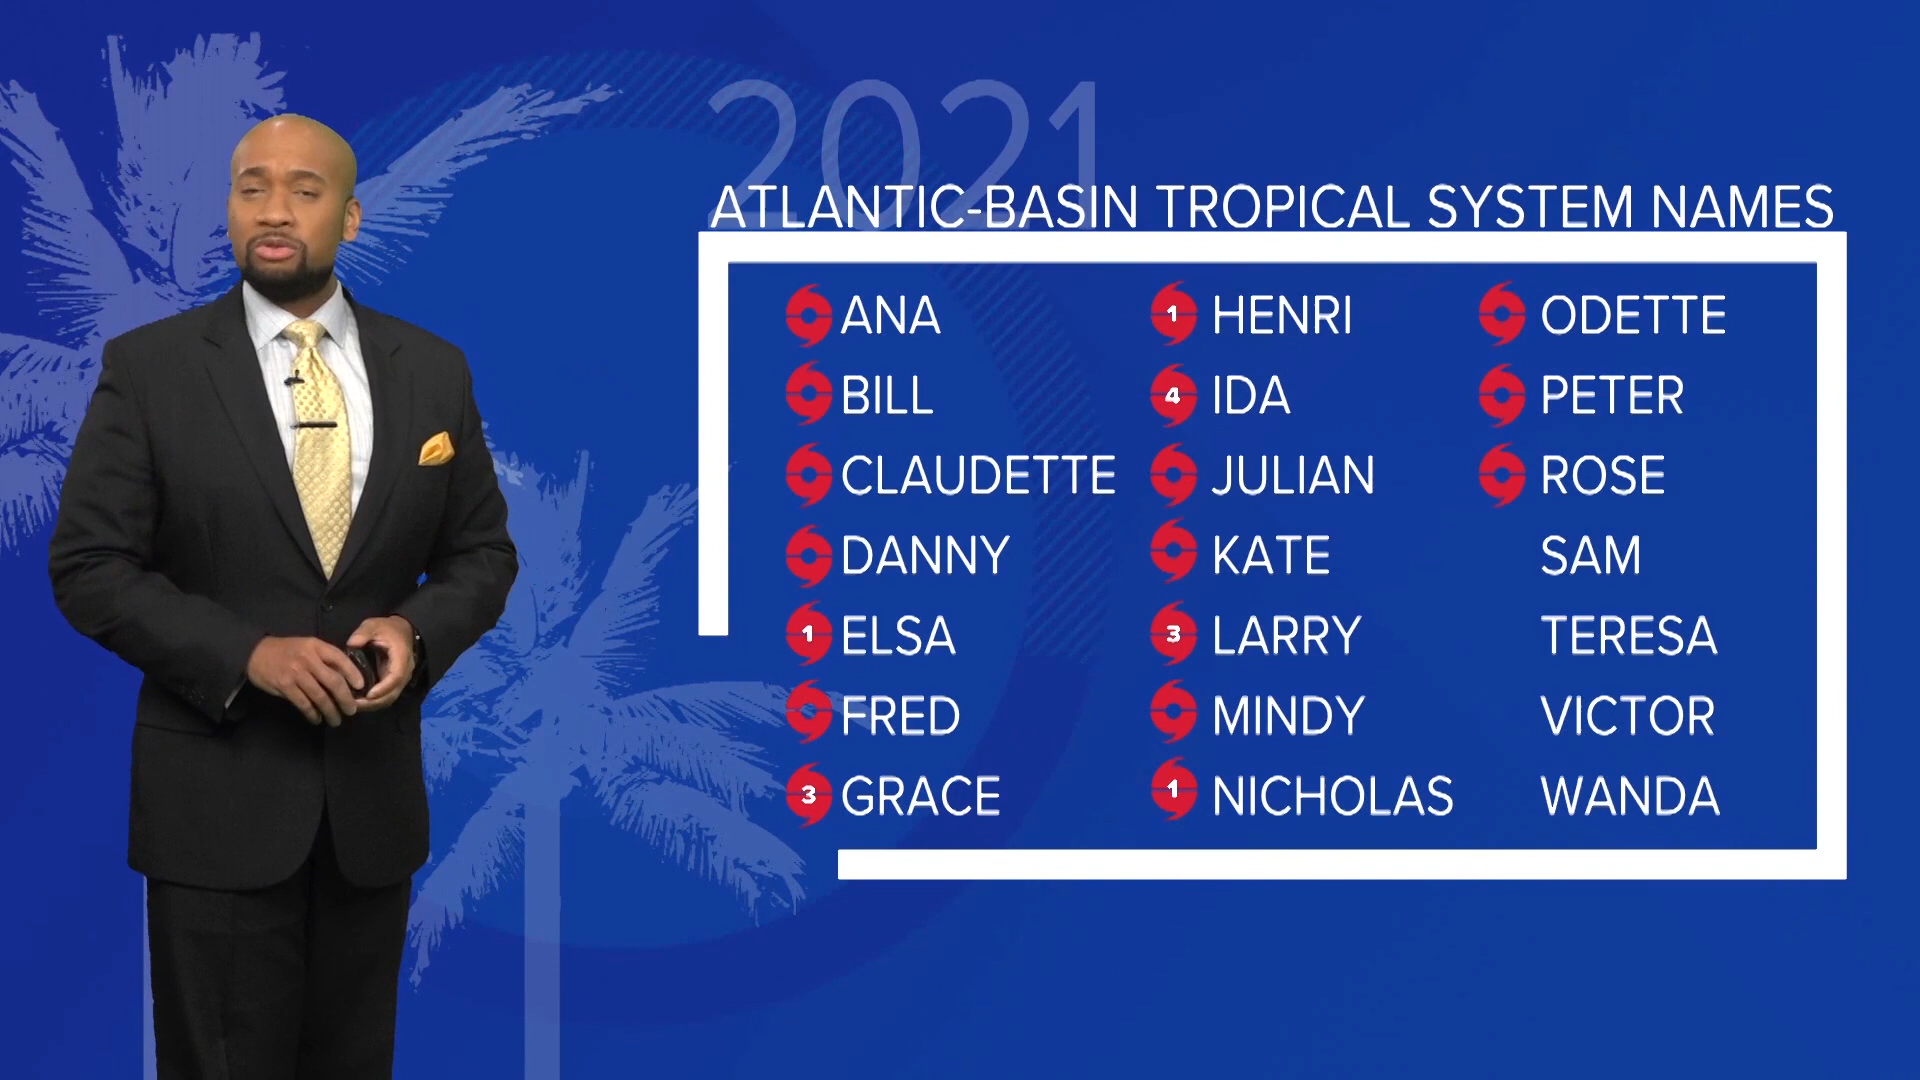 2021
ATLANTIC-BASIN TROPICAL SYSTEM NAMES
ANA
BILL
CLAUDETTE
DANNY
1 ELSA
FRED
3 GRACE
1 HENRI
4 IDA
JULIAN
KATE
3 LARRY
MINDY
1 NICHOLAS
ODETTE
PETER
ROSE
SAM
TERESA
VICTOR
WANDA